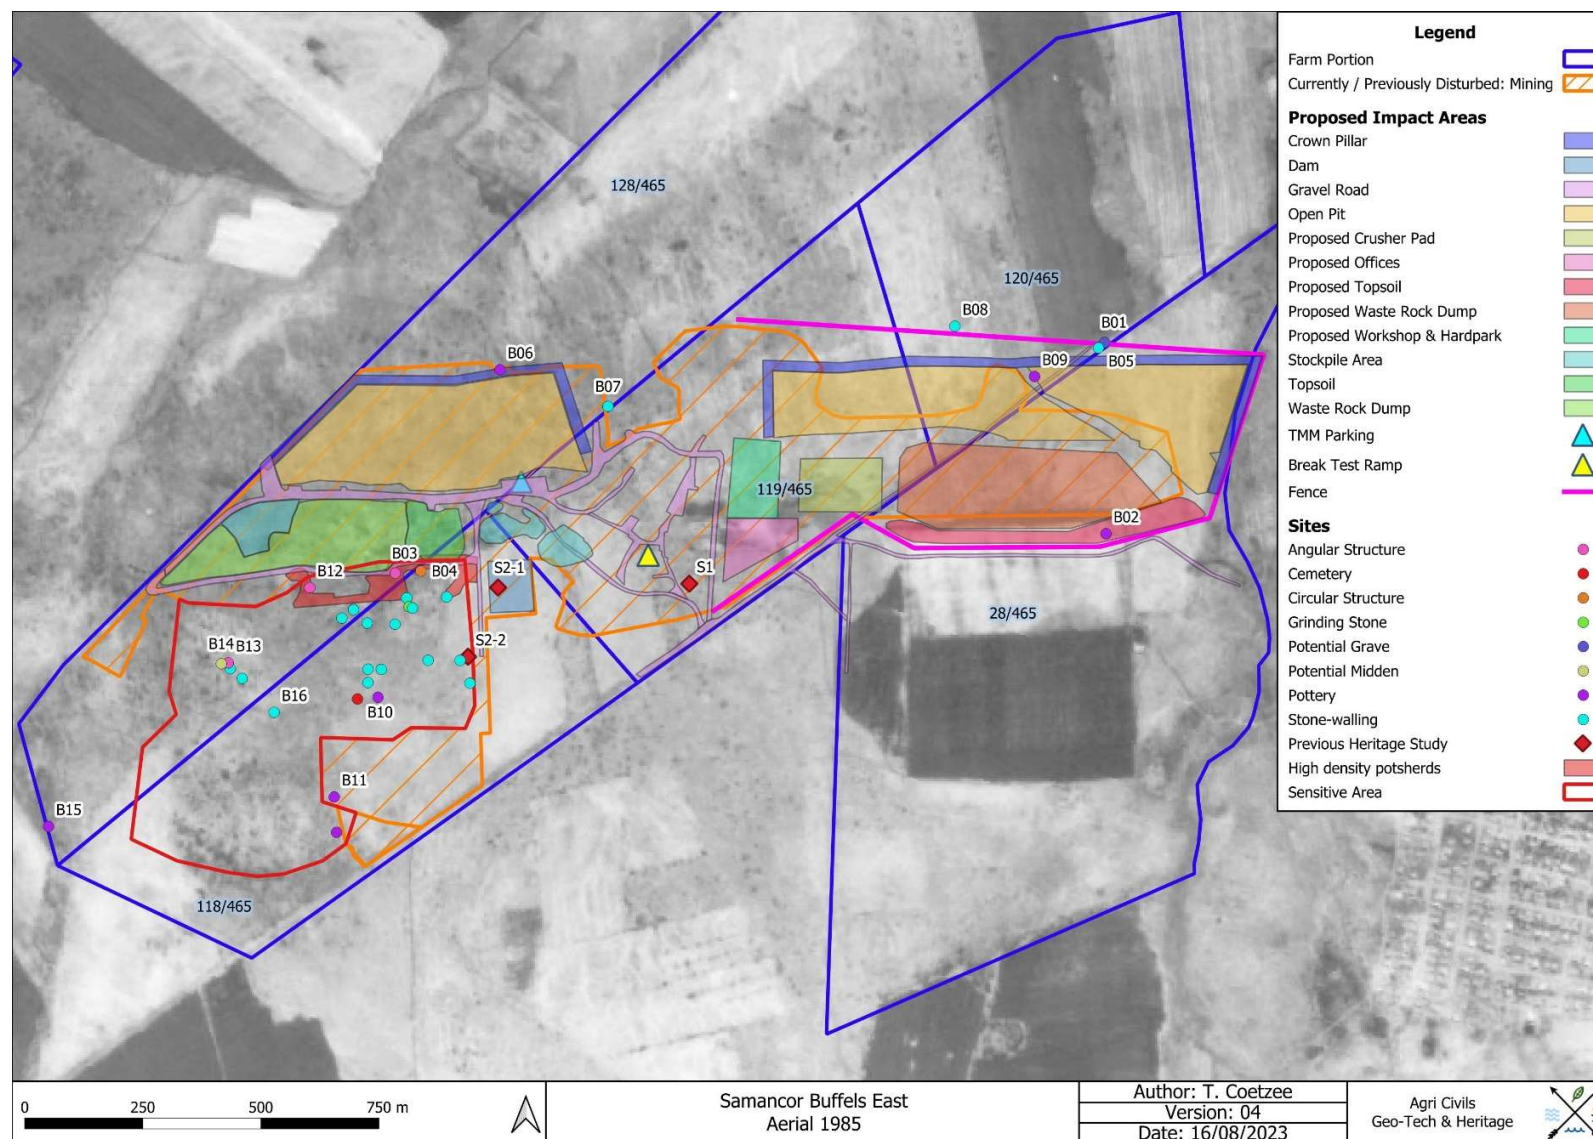 128/465
120/465
B08
B01
B09
B05
B06
B07
119/465
B02
B03
B04
B12
S2-1
S1
28/465
B14
B13
S2-2
B16
B10
B11
B15
118/465
Legend
Farm Portion
Currently / Previously Disturbed: Mining
Proposed Impact Areas
Crown Pillar
Dam
Gravel Road
Open Pit
Proposed Crusher Pad
Proposed Offices
Proposed Topsoil
Proposed Waste Rock Dump
Proposed Workshop & Hardpark
Stockpile Area
Topsoil
Waste Rock Dump
TMM Parking
Break Test Ramp
Fence
Sites
Angular Structure
Cemetery
Circular Structure
Grinding Stone
Potential Grave
Potential Midden
Pottery
Stone-walling
Previous Heritage Study
High density potsherds
Sensitive Area
0 250 500 750 m
Samancor Buffels East
Aerial 1985
Author: T. Coetzee
Version: 04
Date: 16/08/2023
Agri Civils
Geo-Tech & Heritage